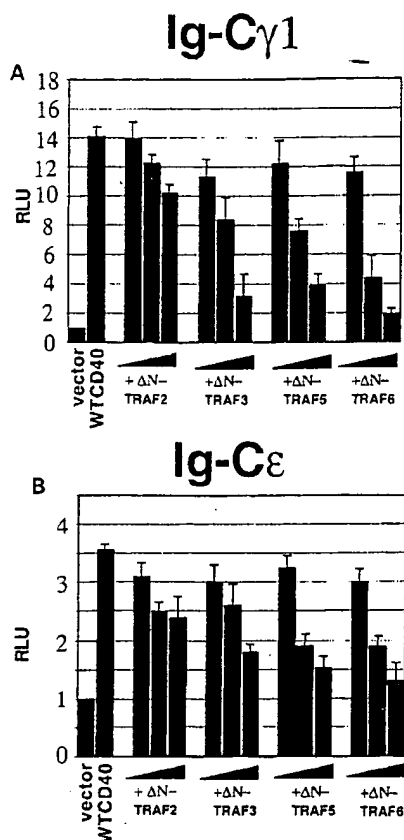 Ig-Cγ1
A
18
16
14
12
10
8
6
4
2
0
RLU
vector
WTCD40
+ ΔN– +ΔN– +ΔN– +ΔN–
TRAF2 TRAF3 TRAF5 TRAF6
Ig-Cε
B
4
3
2
1
0
RLU
vector
WTCD40
+ ΔN– +ΔN– +ΔN– +ΔN–
TRAF2 TRAF3 TRAF5 TRAF6